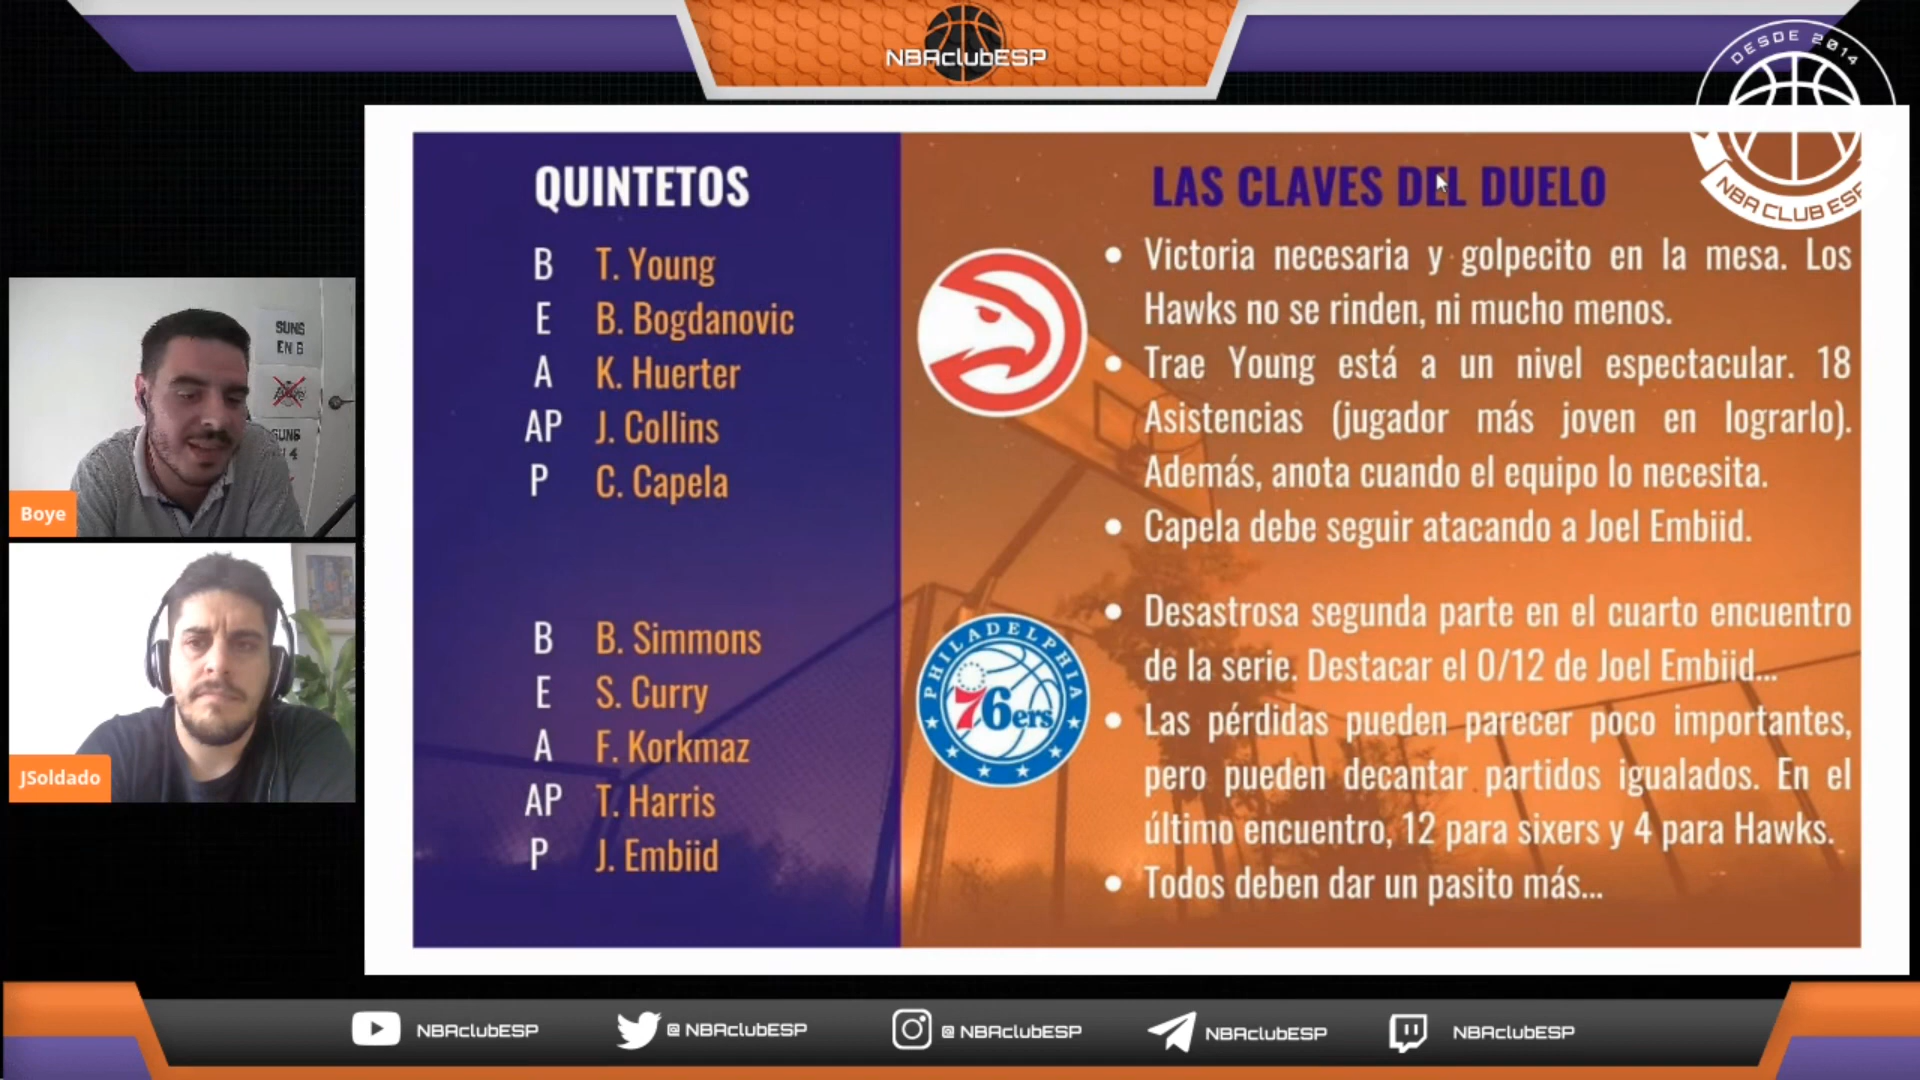 NBAclubESP
DESDE 2014
NBA CLUB ESP
QUINTETOS
B T. Young
E B. Bogdanovic
A K. Huerter
AP J. Collins
P C. Capela
B B. Simmons
E S. Curry
A F. Korkmaz
AP T. Harris
P J. Embiid
LAS CLAVES DEL DUELO
• Victoria necesaria y golpecito en la mesa. Los
Hawks no se rinden, ni mucho menos.
• Trae Young está a un nivel espectacular. 18
Asistencias (jugador más joven en lograrlo).
Además, anota cuando el equipo lo necesita.
• Capela debe seguir atacando a Joel Embiid.
PHILADELPHIA
76ers
• Desastrosa segunda parte en el cuarto encuentro
de la serie. Destacar el 0/12 de Joel Embiid...
• Las pérdidas pueden parecer poco importantes,
pero pueden decantar partidos igualados. En el
último encuentro, 12 para sixers y 4 para Hawks.
• Todos deben dar un pasito más...
SUNS
EN 6
SUNS
4
Boye
JSoldado
NBAclubESP
@ NBAclubESP
@ NBAclubESP
NBAclubESP
NBAclubESP